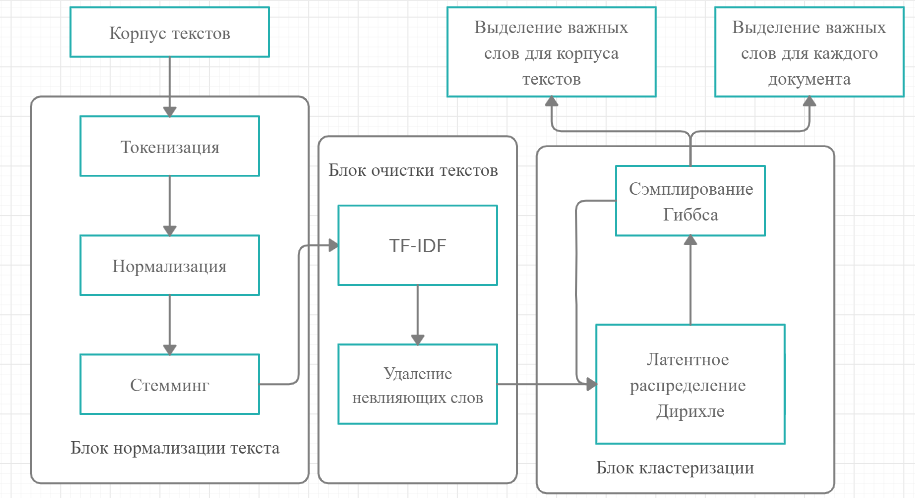 Корпус текстов
Токенизация
Нормализация
Стемминг
Блок нормализации текста
Блок очистки текстов
TF-IDF
Удаление
невлияющих слов
Выделение важных
слов для корпуса
текстов
Выделение важных
слов для каждого
документа
Сэмплирование
Гиббса
Латентное
распределение
Дирихле
Блок кластеризации